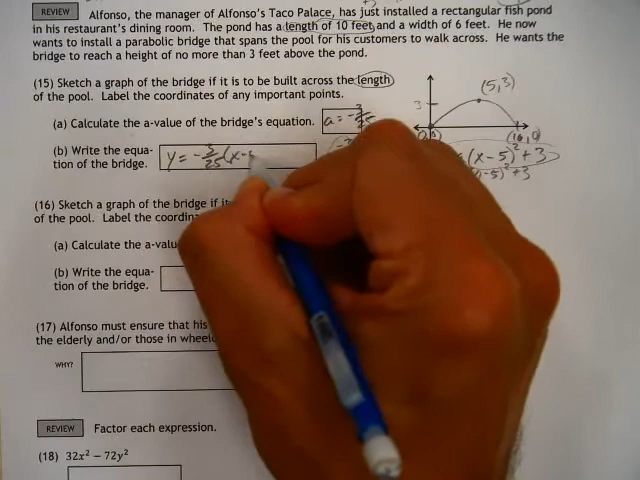 REVIEW Alfonso, the manager of Alfonso's Taco Palace, has just installed a rectangular fish pond
in his restaurant's dining room. The pond has a length of 10 feet and a width of 6 feet. He now
wants to install a parabolic bridge that spans the pool for his customers to walk across. He wants the
bridge to reach a height of no more than 3 feet above the pond.
(15) Sketch a graph of the bridge if it is to be built across the length
of the pool. Label the coordinates of any important points.
(5,3)
3
(a) Calculate the a-value of the bridge's equation. a = -3/25
(b) Write the equa-
tion of the bridge. y = -3/25(x-
(x-5)²+3
-5)²+3
(16) Sketch a graph of the bridge if it
of the pool. Label the
(a) Calculate the
(b) Write the equa-
tion of the bridge.
(17) Alfonso must ensure that his
the elderly and/or those in
WHY?
REVIEW Factor each expression.
(18) 32x² – 72y²